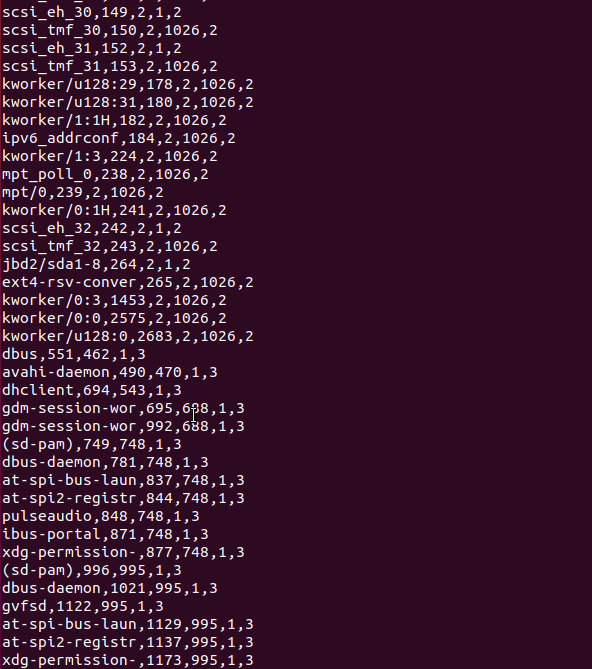 scsi_eh_30,149,2,1,2
scsi_tmf_30,150,2,1026,2
scsi_eh_31,152,2,1,2
scsi_tmf_31,153,2,1026,2
kworker/u128:29,178,2,1026,2
kworker/u128:31,180,2,1026,2
kworker/1:1H,182,2,1026,2
ipv6_addrconf,184,2,1026,2
kworker/1:3,224,2,1026,2
mpt_poll_0,238,2,1026,2
mpt/0,239,2,1026,2
kworker/0:1H,241,2,1026,2
scsi_eh_32,242,2,1,2
scsi_tmf_32,243,2,1026,2
jbd2/sda1-8,264,2,1,2
ext4-rsv-conver,265,2,1026,2
kworker/0:3,1453,2,1026,2
kworker/0:0,2575,2,1026,2
kworker/u128:0,2683,2,1026,2
dbus,551,462,1,3
avahi-daemon,490,470,1,3
dhclient,694,543,1,3
gdm-session-wor,695,688,1,3
gdm-session-wor,992,688,1,3
(sd-pam),749,748,1,3
dbus-daemon,781,748,1,3
at-spi-bus-laun,837,748,1,3
at-spi2-registr,844,748,1,3
pulseaudio,848,748,1,3
ibus-portal,871,748,1,3
xdg-permission-,877,748,1,3
(sd-pam),996,995,1,3
dbus-daemon,1021,995,1,3
gvfsd,1122,995,1,3
at-spi-bus-laun,1129,995,1,3
at-spi2-registr,1137,995,1,3
xdg-permission-,1173,995,1,3